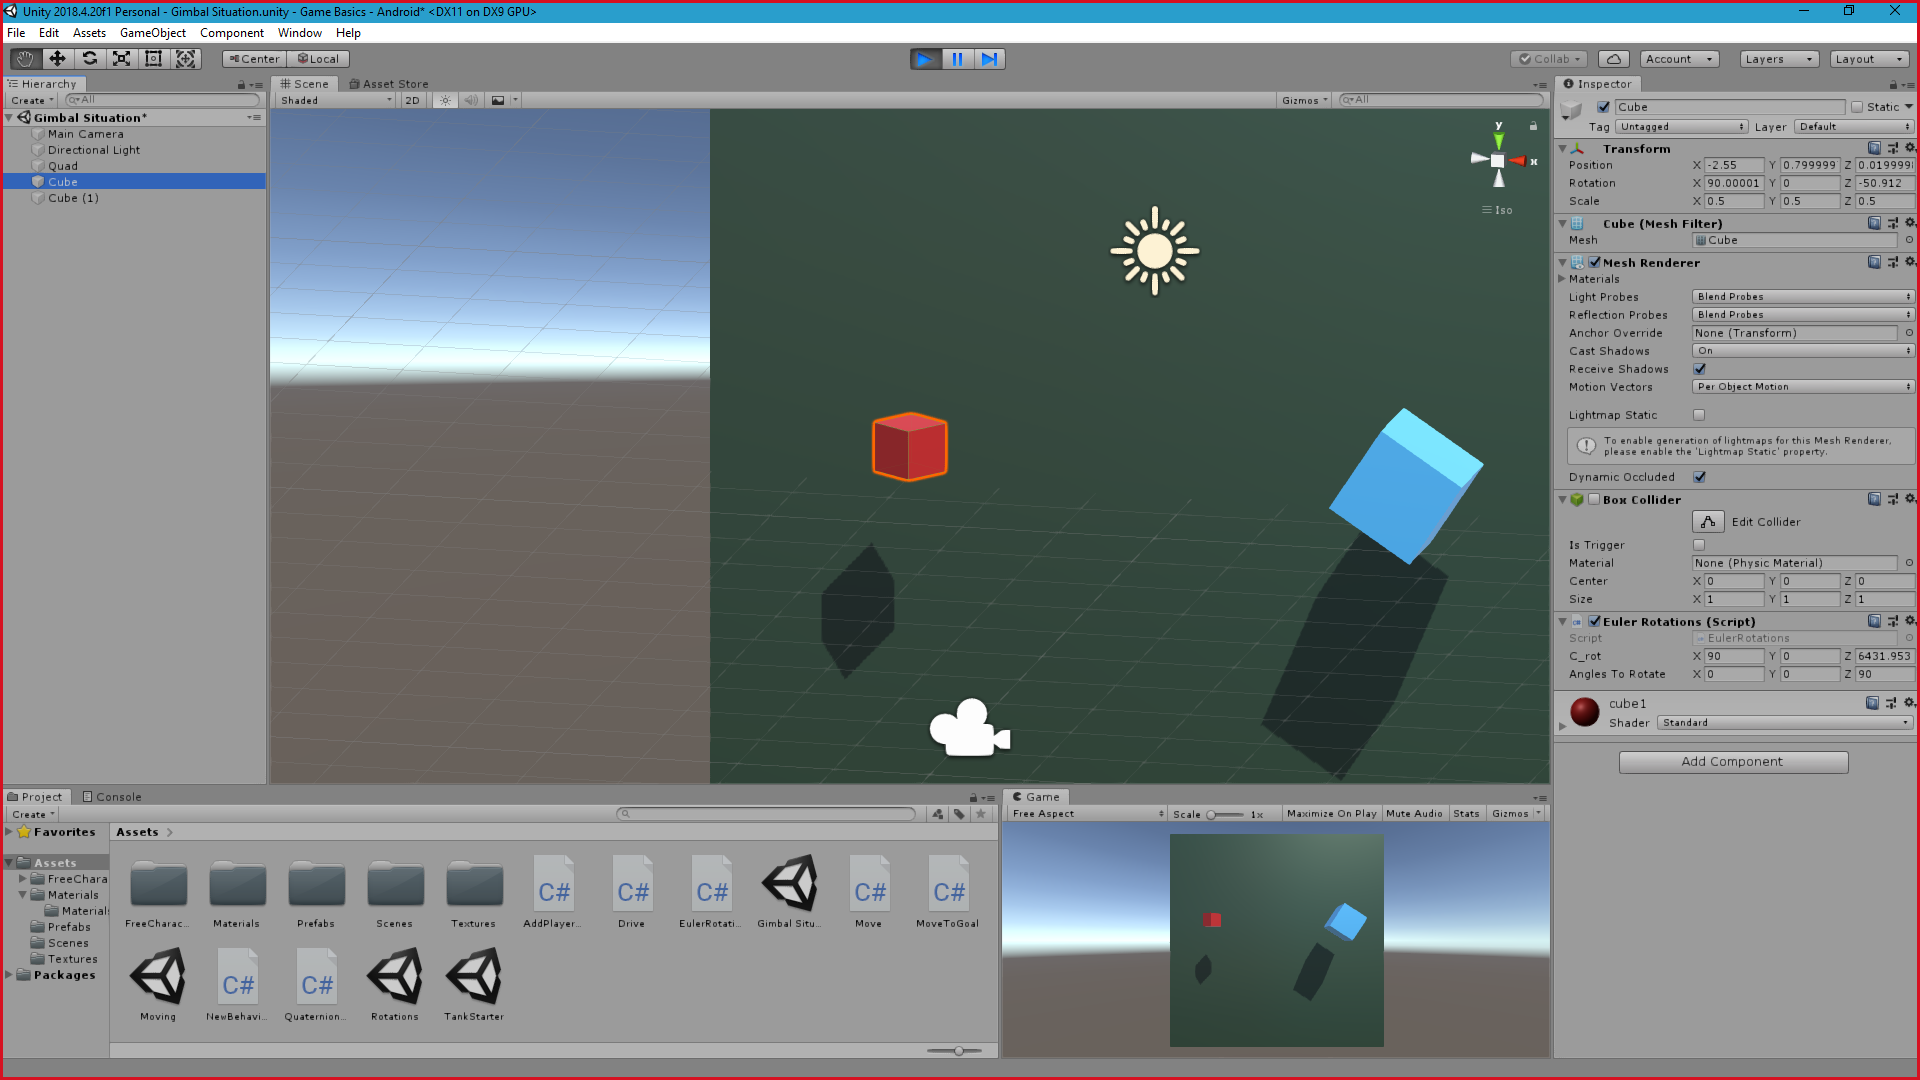 Unity 2018.4.20f1 Personal - Gimbal Situation.unity - Game Basics - Android* <DX11 on DX9 GPU>
File Edit Assets GameObject Component Window Help
Center Local Collab Account Layers Layout
Hierarchy
Create All
Gimbal Situation*
Main Camera
Directional Light
Quad
Cube
Cube (1)
Scene Asset Store
Shaded 2D Gizmos All
y
x
Iso
Inspector
Cube Static
Tag Untagged Layer Default
Transform
Position X -2.55 Y 0.799999 Z 0.0199998
Rotation X 90.00001 Y 0 Z -50.912
Scale X 0.5 Y 0.5 Z 0.5
Cube (Mesh Filter)
Mesh Cube
Mesh Renderer
Materials
Light Probes Blend Probes
Reflection Probes Blend Probes
Anchor Override None (Transform)
Cast Shadows On
Receive Shadows
Motion Vectors Per Object Motion
Lightmap Static
To enable generation of lightmaps for this Mesh Renderer,
please enable the 'Lightmap Static' property.
Dynamic Occluded
Box Collider
Edit Collider
Is Trigger
Material None (Physic Material)
Center X 0 Y 0 Z 0
Size X 1 Y 1 Z 1
Euler Rotations (Script)
Script EulerRotations
C_rot X 90 Y 0 Z 6431.953
Angles To Rotate X 0 Y 0 Z 90
cube1
Shader Standard
Add Component
Project Console
Create
Favorites
Assets
FreeChara
Materials
Materials
Prefabs
Scenes
Textures
Packages
Assets
C# C# C# C# C#
FreeCharac... Materials Prefabs Scenes Textures AddPlayer... Drive EulerRotati... Gimbal Situ... Move MoveToGoal
C# C#
Moving NewBehavi... Quaternion... Rotations TankStarter
Game
Free Aspect Scale 1x Maximize On Play Mute Audio Stats Gizmos